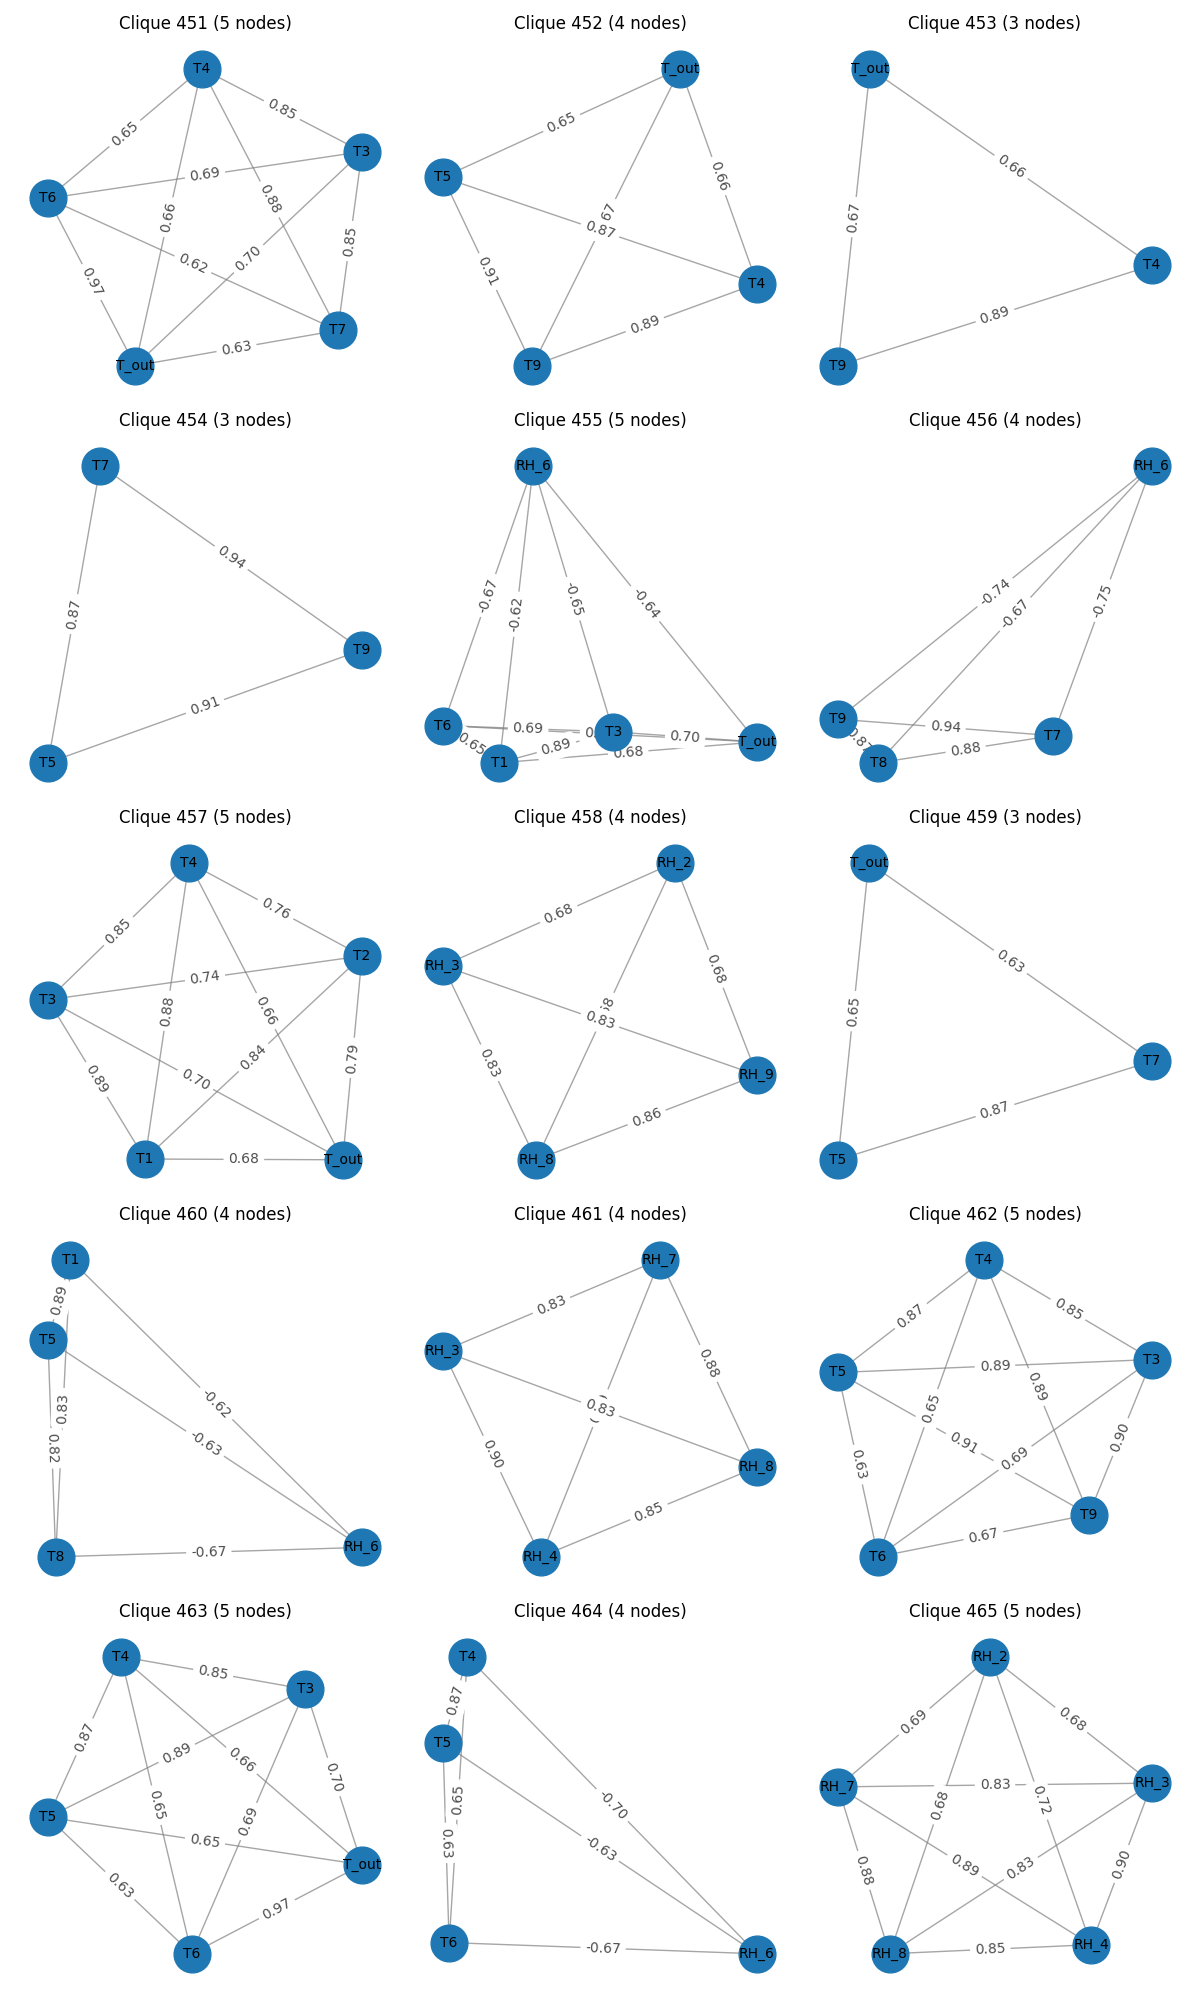 Clique 451 (5 nodes)
T4
0.85
0.65
T3
0.69
T6
0.88
0.66
0.85
0.70
0.62
0.97
T7
0.63
T_out
Clique 452 (4 nodes)
T_out
0.65
0.66
T5
67
0.87
0.91
T4
0.89
T9
Clique 453 (3 nodes)
T_out
0.66
0.67
T4
0.89
T9
Clique 454 (3 nodes)
T7
0.94
0.87
T9
0.91
T5
Clique 455 (5 nodes)
RH_6
-0.67
-0.65
-0.64
-0.62
T6
0.69
T3
0.70
T_out
0.65
0.89
0.68
T1
Clique 456 (4 nodes)
RH_6
-0.74
-0.75
-0.67
T9
0.94
T7
0.88
T8
Clique 457 (5 nodes)
T4
0.76
0.85
T2
0.74
T3
0.88
0.66
0.84
0.79
0.89
0.70
T1
0.68
T_out
Clique 458 (4 nodes)
RH_2
0.68
0.68
RH_3
0.83
0.83
RH_9
0.86
RH_8
Clique 459 (3 nodes)
T_out
0.63
0.65
T7
0.87
T5
Clique 460 (4 nodes)
T1
0.89
T5
0.83
-0.62
0.82
-0.63
T8
-0.67
RH_6
Clique 461 (4 nodes)
RH_7
0.83
0.88
RH_3
0.83
0.90
RH_8
0.85
RH_4
Clique 462 (5 nodes)
T4
0.87
0.85
T5
0.89
T3
0.65
0.89
0.91
0.90
0.63
0.69
T9
0.67
T6
Clique 463 (5 nodes)
T4
0.85
T3
0.87
0.89
0.66
0.70
0.65
0.69
T5
0.65
T_out
0.63
0.97
T6
Clique 464 (4 nodes)
T4
0.87
T5
0.65
-0.70
0.63
-0.63
T6
-0.67
RH_6
Clique 465 (5 nodes)
RH_2
0.69
0.68
RH_7
0.83
RH_3
0.68
0.72
0.88
0.89
0.83
0.90
RH_8
0.85
RH_4